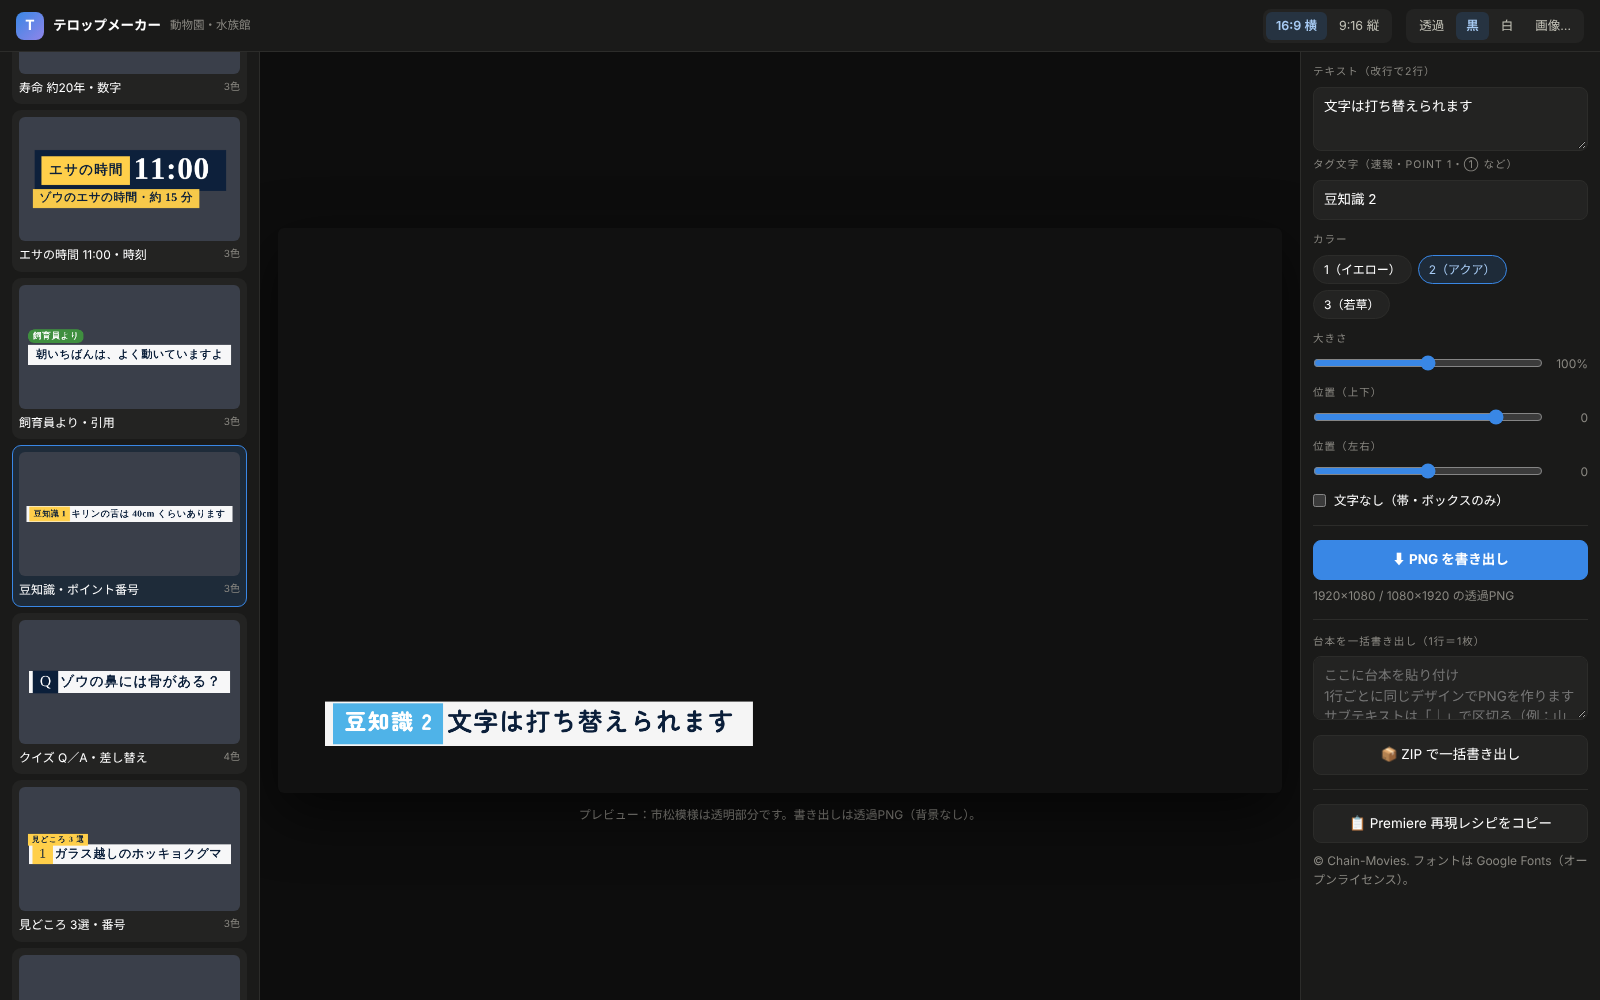 T テロップメーカー 動物園・水族館
16:9 横 9:16 縦 透過 黒 白 画像...
寿命 約20年・数字 3色
エサの時間 11:00
ゾウのエサの時間・約 15 分
エサの時間 11:00・時刻 3色
飼育員より
朝いちばんは、よく動いていますよ
飼育員より・引用 3色
豆知識 1 キリンの舌は 40cm くらいあります
豆知識・ポイント番号 3色
Q ゾウの鼻には骨がある？
クイズ Q／A・差し替え 4色
見どころ 3 選
1 ガラス越しのホッキョクグマ
見どころ 3選・番号 3色
豆知識 2 文字は打ち替えられます
プレビュー：市松模様は透明部分です。書き出しは透過PNG（背景なし）。
テキスト（改行で2行）
文字は打ち替えられます
タグ文字（速報・POINT 1・① など）
豆知識 2
カラー
1（イエロー） 2（アクア）
3（若草）
大きさ
100%
位置（上下）
0
位置（左右）
0
文字なし（帯・ボックスのみ）
⬇ PNG を書き出し
1920×1080 / 1080×1920 の透過PNG
台本を一括書き出し（1行＝1枚）
ここに台本を貼り付け
1行ごとに同じデザインでPNGを作ります
サブテキストは「｜」で区切る（例：山
📦 ZIP で一括書き出し
📋 Premiere 再現レシピをコピー
© Chain-Movies. フォントは Google Fonts（オー
プンライセンス）。